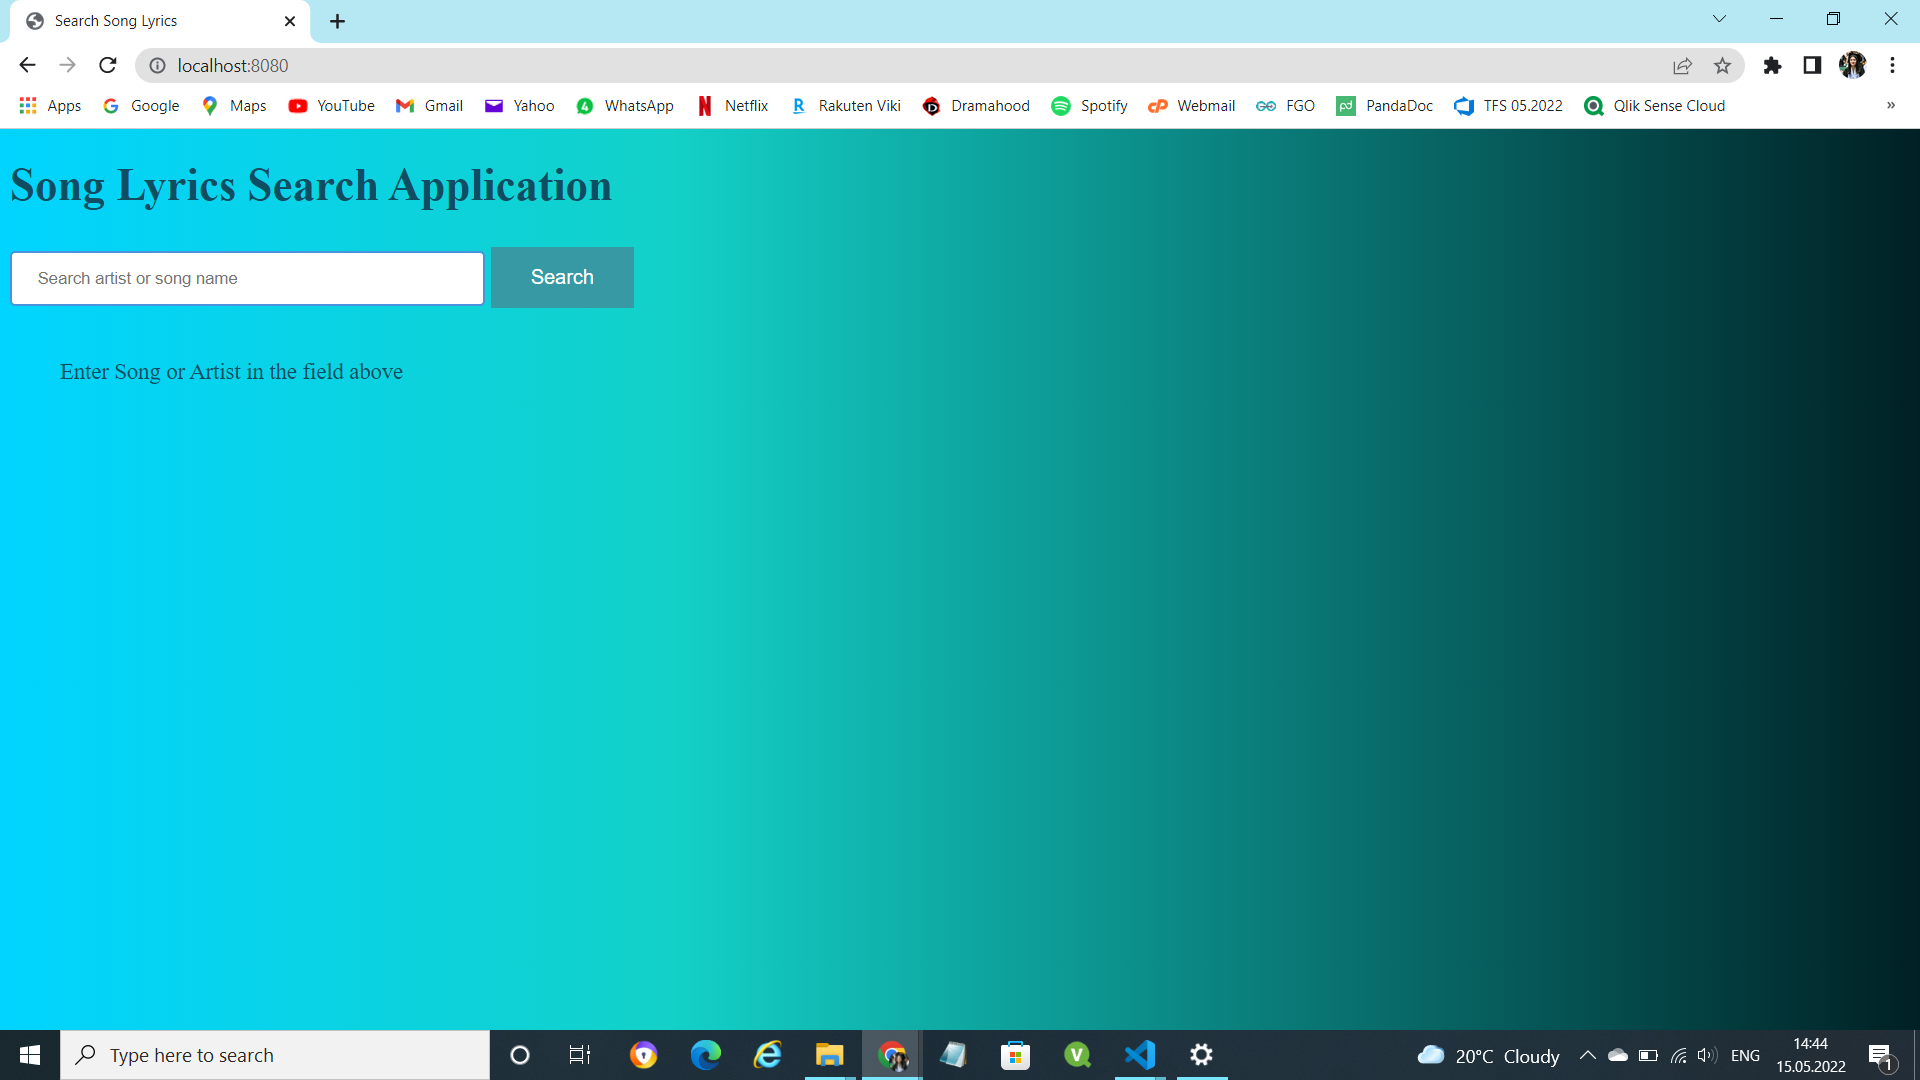 Search Song Lyrics
localhost:8080
Apps Google Maps YouTube Gmail Yahoo WhatsApp Netflix Rakuten Viki Dramahood Spotify Webmail FGO PandaDoc TFS 05.2022 Qlik Sense Cloud »
Song Lyrics Search Application
Search artist or song name Search
Enter Song or Artist in the field above
Type here to search
20°C Cloudy ENG
14:44
15.05.2022
1